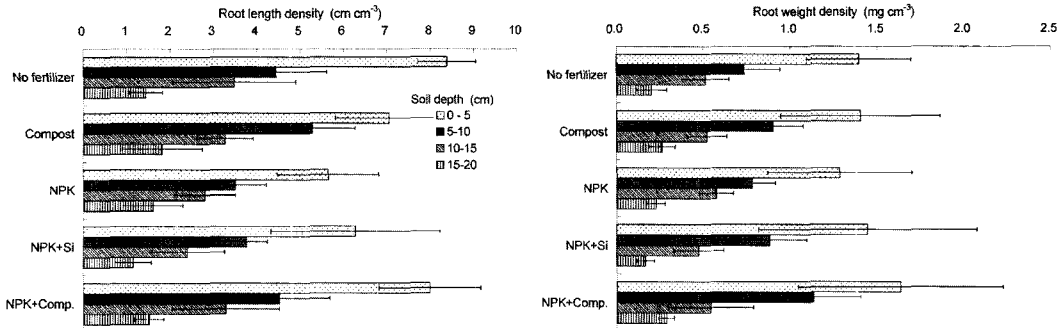 Root length density (cm cm⁻³)
0 1 2 3 4 5 6 7 8 9 10
No fertilizer
Compost
NPK
NPK+Si
NPK+Comp.
Soil depth (cm)
0 - 5
5-10
10-15
15-20
Root weight density (mg cm⁻³)
0.0 0.5 1.0 1.5 2.0 2.5
No fertilizer
Compost
NPK
NPK+Si
NPK+Comp.